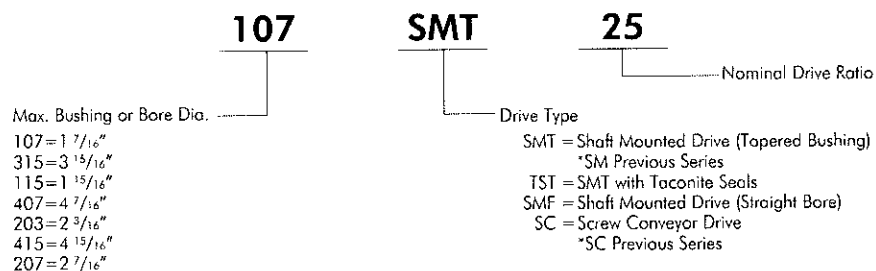 107 SMT 25
Nominal Drive Ratio
Max. Bushing or Bore Dia.
107=1 7/16"
315=3 15/16"
115=1 15/16"
407=4 7/16"
203=2 3/16"
415=4 15/16"
207=2 7/16"
Drive Type
SMT =Shaft Mounted Drive (Tapered Bushing)
*SM Previous Series
TST =SMT with Taconite Seals
SMF =Shaft Mounted Drive (Straight Bore)
SC =Screw Conveyor Drive
*SC Previous Series